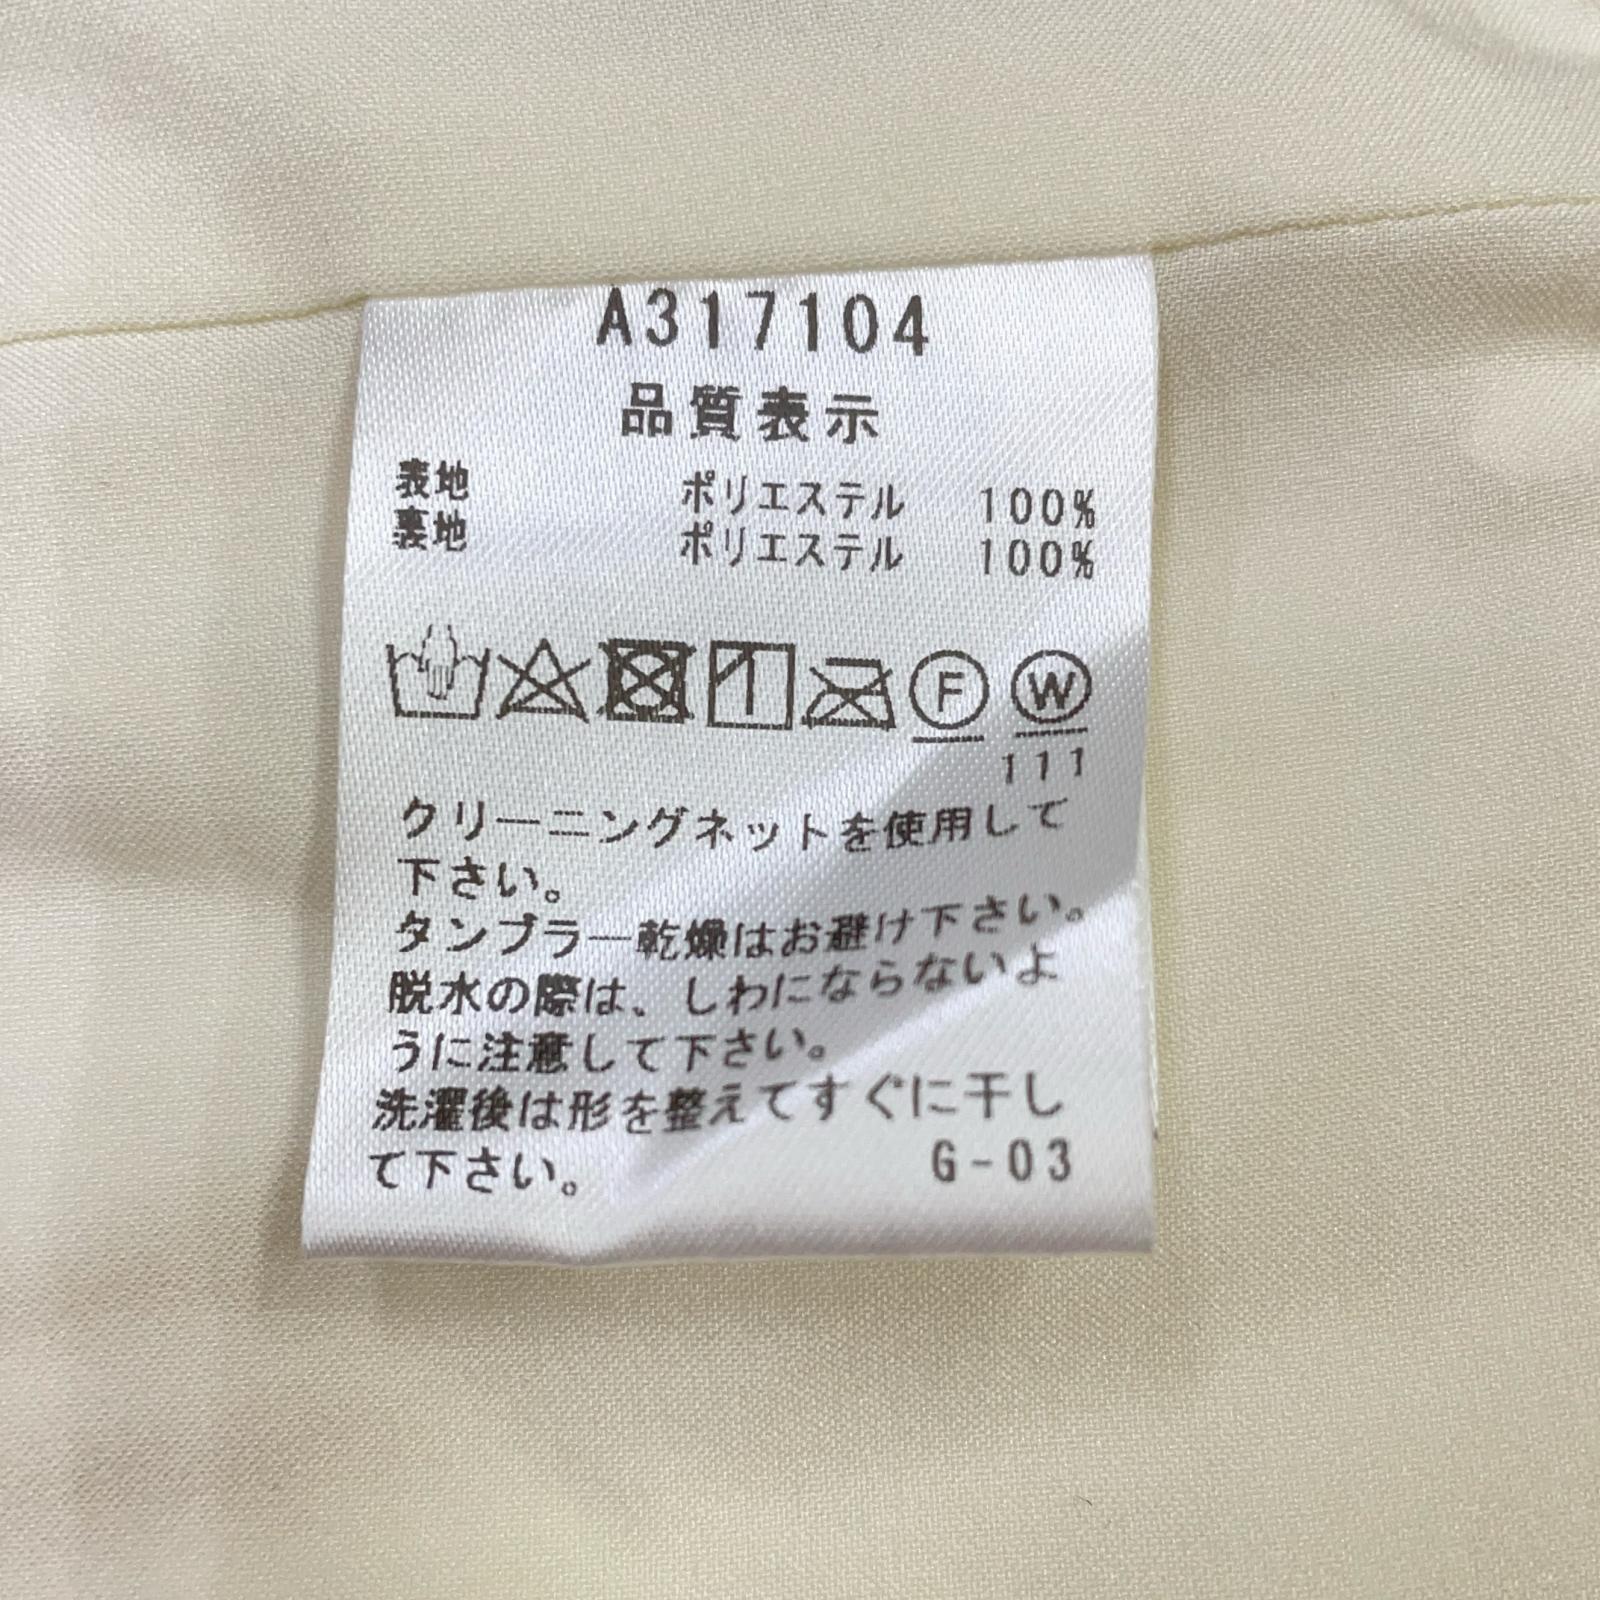 A317104
品質表示
表地 ポリエステル 100%
裏地 ポリエステル 100%
F W
111
クリーニングネットを使用して
下さい。
タンブラー乾燥はお避け下さい。
脱水の際は、しわにならないよ
うに注意して下さい。
洗濯後は形を整えてすぐに干し
て下さい。 G-03